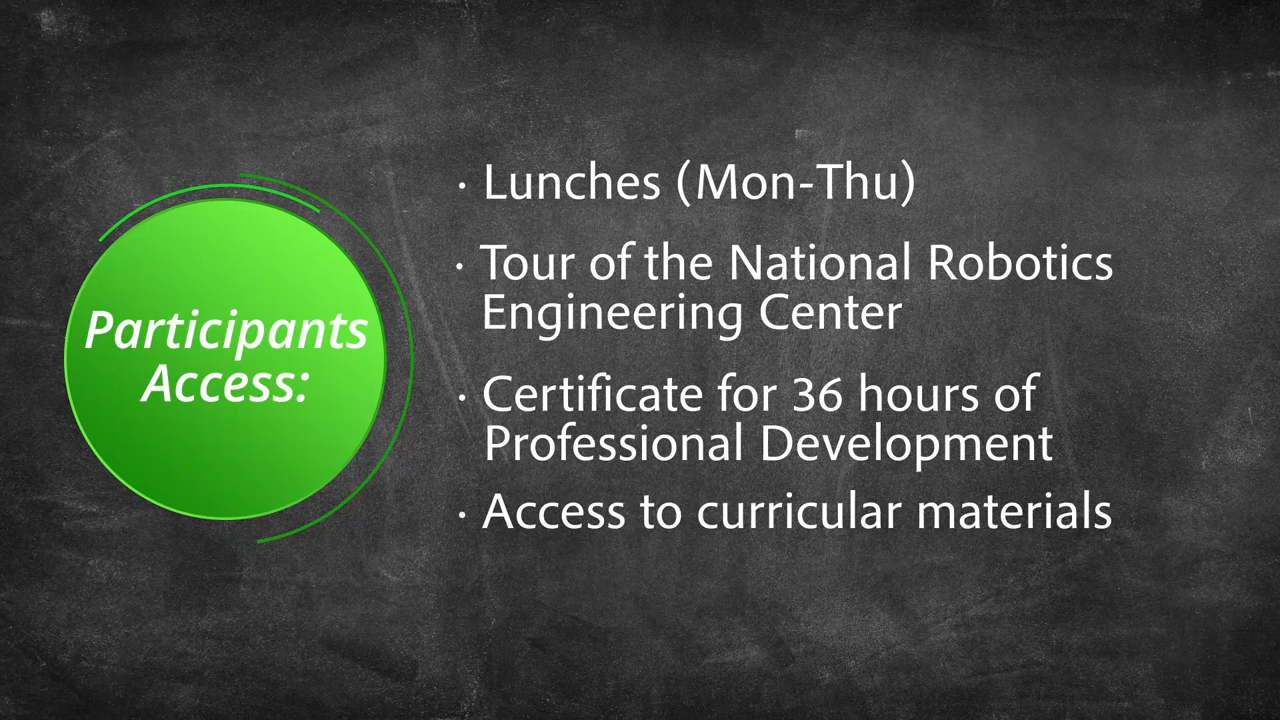 Participants
Access:
· Lunches (Mon-Thu)
· Tour of the National Robotics
Engineering Center
· Certificate for 36 hours of
Professional Development
· Access to curricular materials